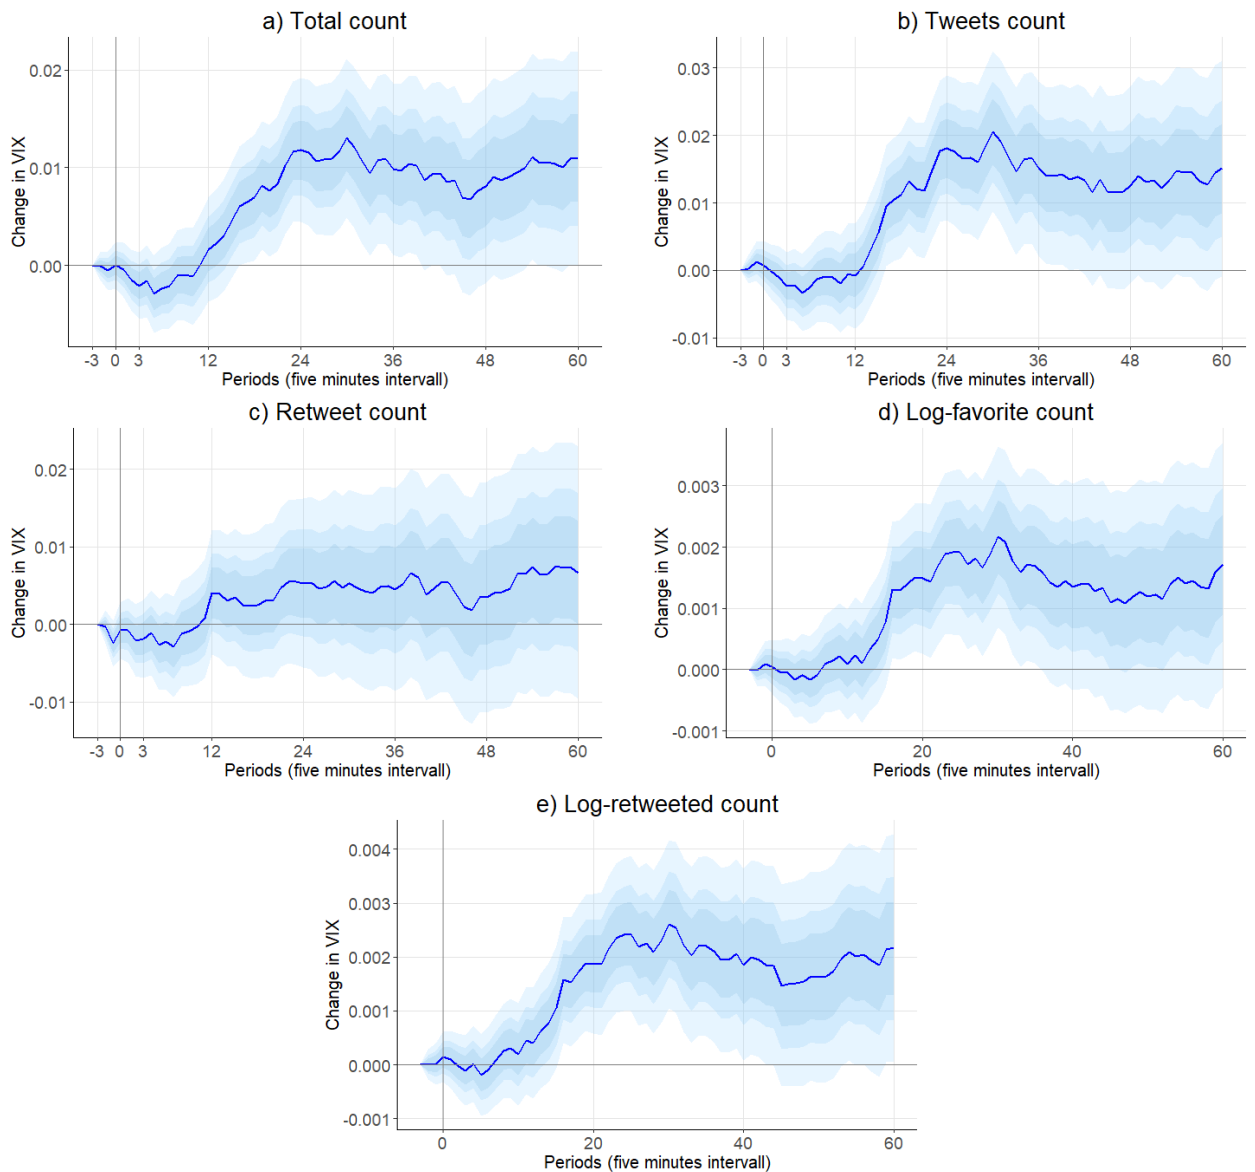 a) Total count
Change in VIX
0.02
0.01
0.00
-3 0 3 12 24 36 48 60
Periods (five minutes intervall)
b) Tweets count
Change in VIX
0.03
0.02
0.01
0.00
-0.01
-3 0 3 12 24 36 48 60
Periods (five minutes intervall)
c) Retweet count
Change in VIX
0.02
0.01
0.00
-0.01
-3 0 3 12 24 36 48 60
Periods (five minutes intervall)
d) Log-favorite count
Change in VIX
0.003
0.002
0.001
0.000
-0.001
0 20 40 60
Periods (five minutes intervall)
e) Log-retweeted count
Change in VIX
0.004
0.003
0.002
0.001
0.000
-0.001
0 20 40 60
Periods (five minutes intervall)